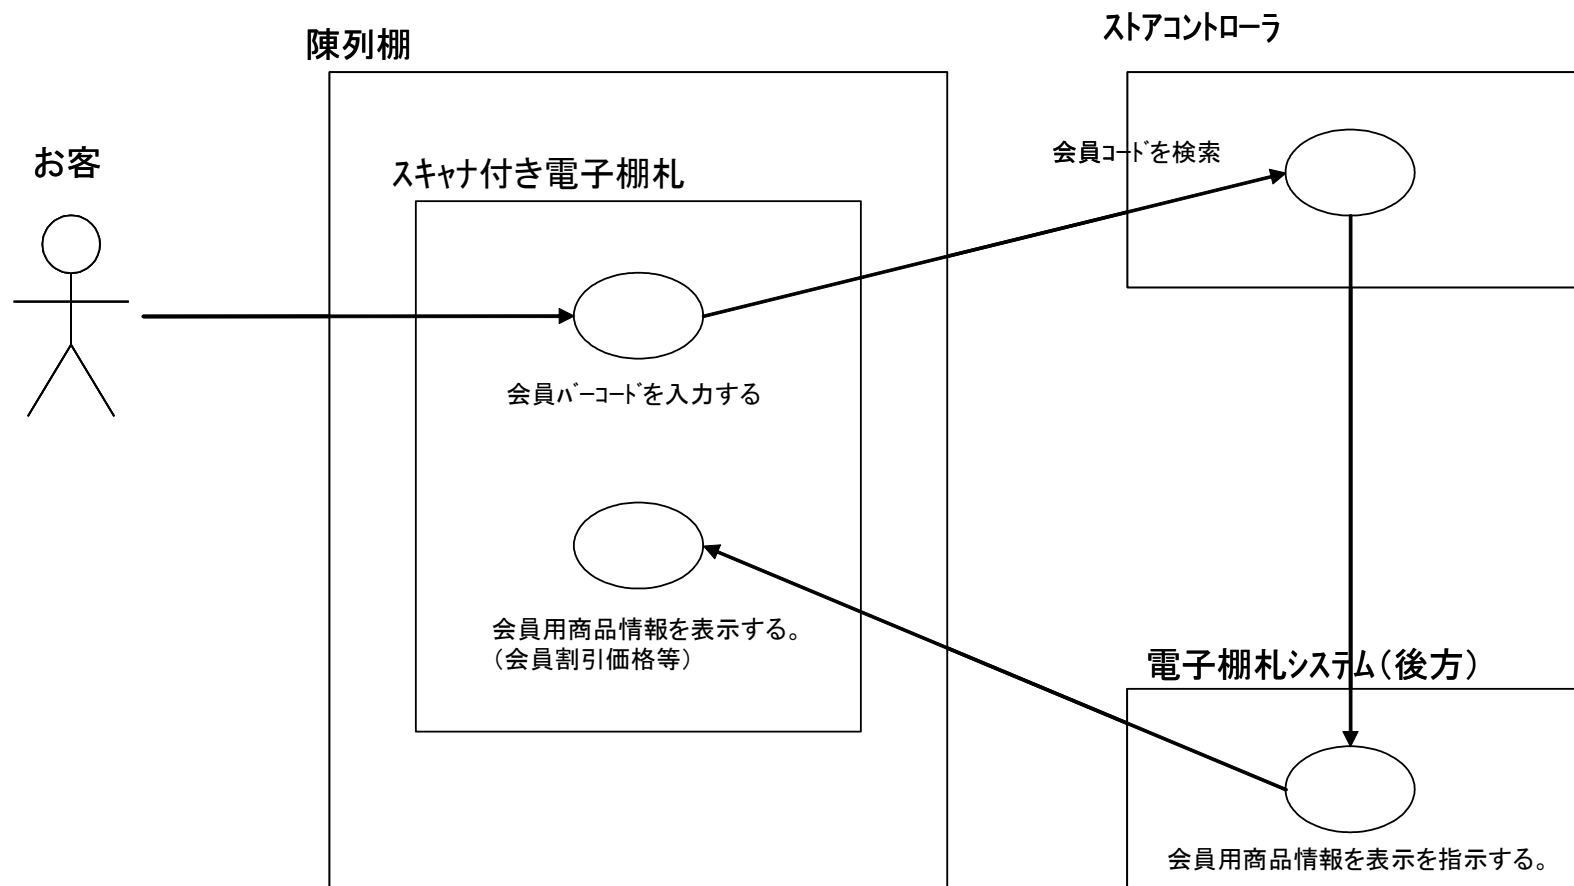 ストアコントローラ
陳列棚
お客
スキャナ付き電子棚札
会員ｺｰﾄﾞを検索
会員ﾊﾞｰｺｰﾄﾞを入力する
会員用商品情報を表示する。
（会員割引価格等）
電子棚札ｼｽﾃﾑ（後方）
会員用商品情報を表示を指示する。